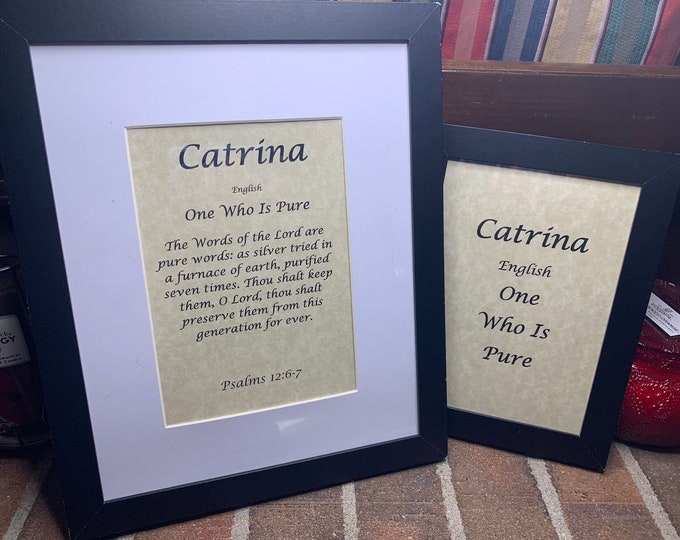 Catrina
English
One Who Is Pure
The Words of the Lord are
pure words: as silver tried in
a furnace of earth, purified
seven times. Thou shalt keep
them, O Lord, thou shalt
preserve them from this
generation for ever.
Psalms 12:6-7
Catrina
English
One
Who Is
Pure